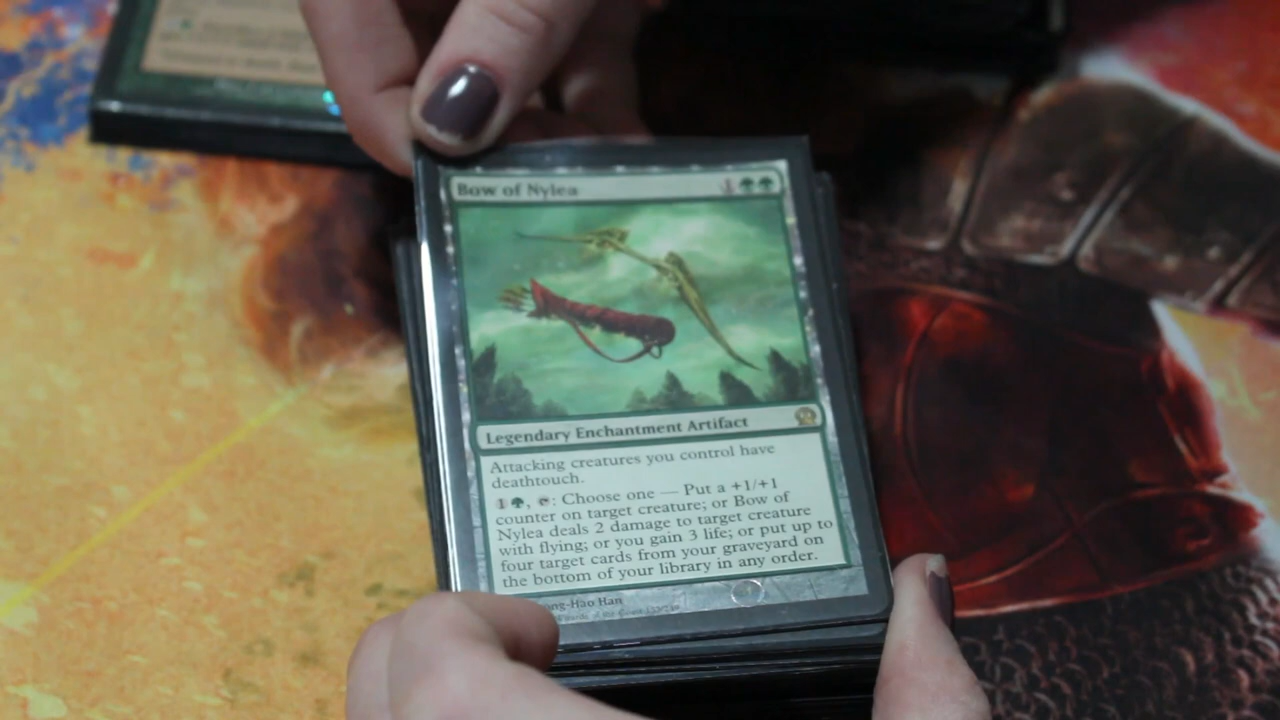 Bow of Nylea 1
Legendary Enchantment Artifact
Attacking creatures you control have
deathtouch.
1 , : Choose one — Put a +1/+1
counter on target creature; or Bow of
Nylea deals 2 damage to target creature
with flying; or you gain 3 life; or put up to
four target cards from your graveyard on
the bottom of your library in any order.
Han